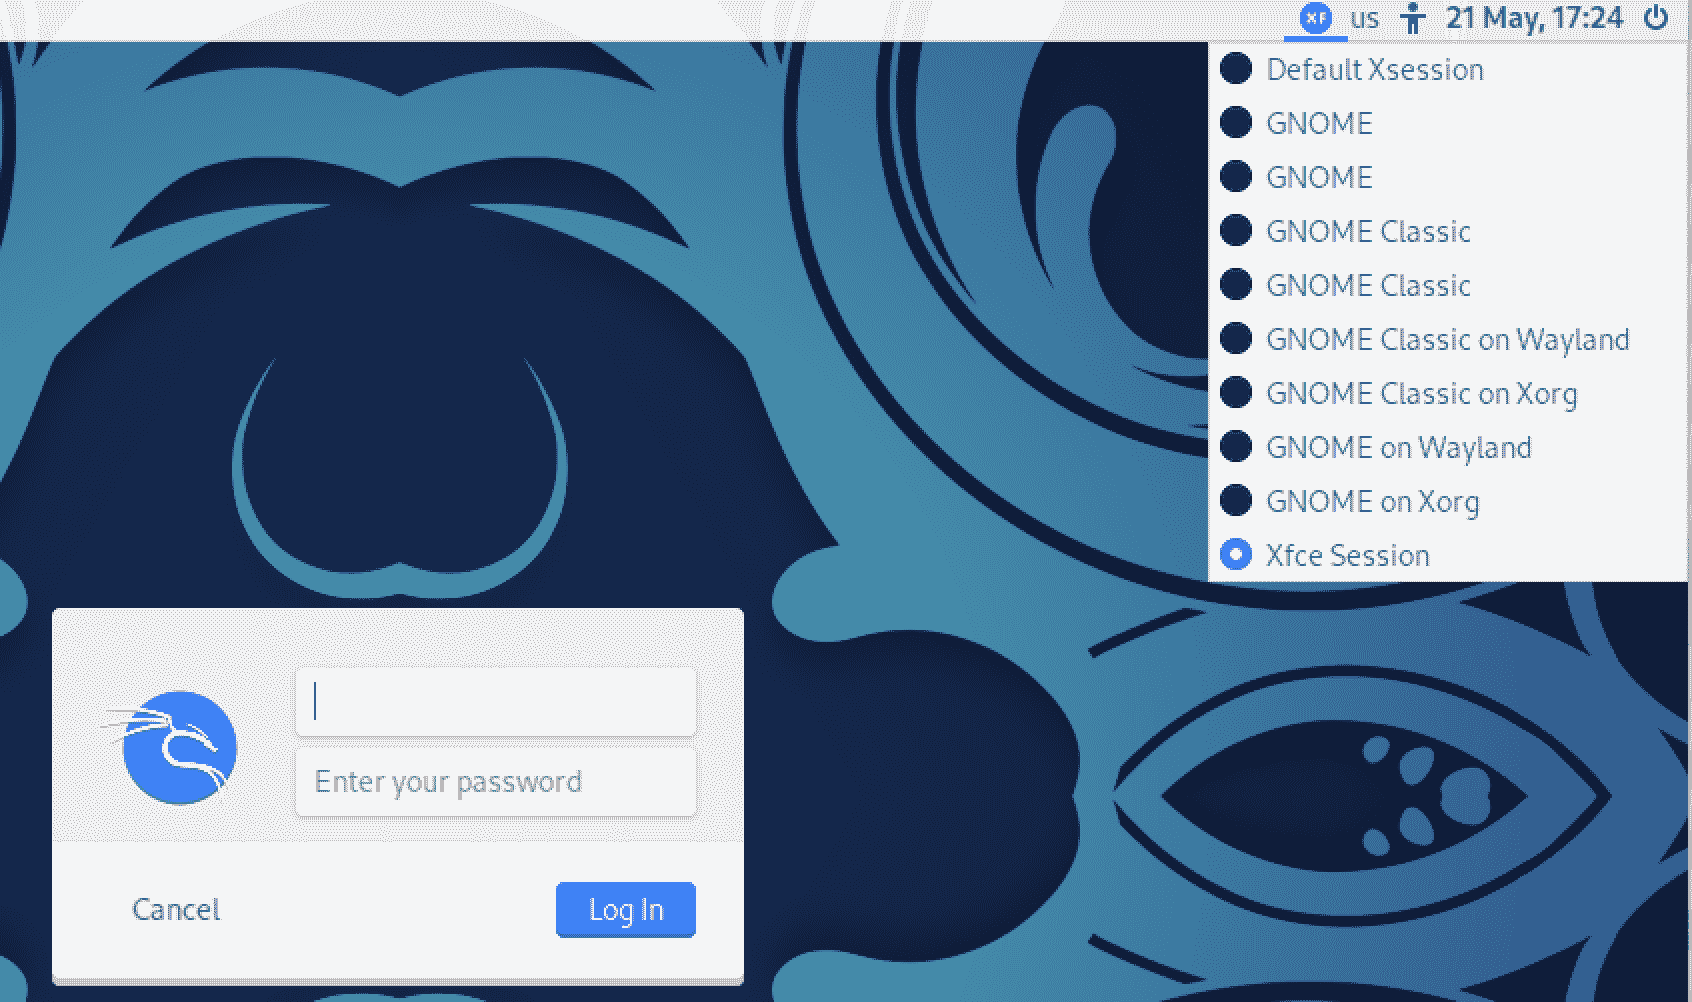 XF us 21 May, 17:24
Default Xsession
GNOME
GNOME
GNOME Classic
GNOME Classic
GNOME Classic on Wayland
GNOME Classic on Xorg
GNOME on Wayland
GNOME on Xorg
Xfce Session
Enter your password
Cancel Log In